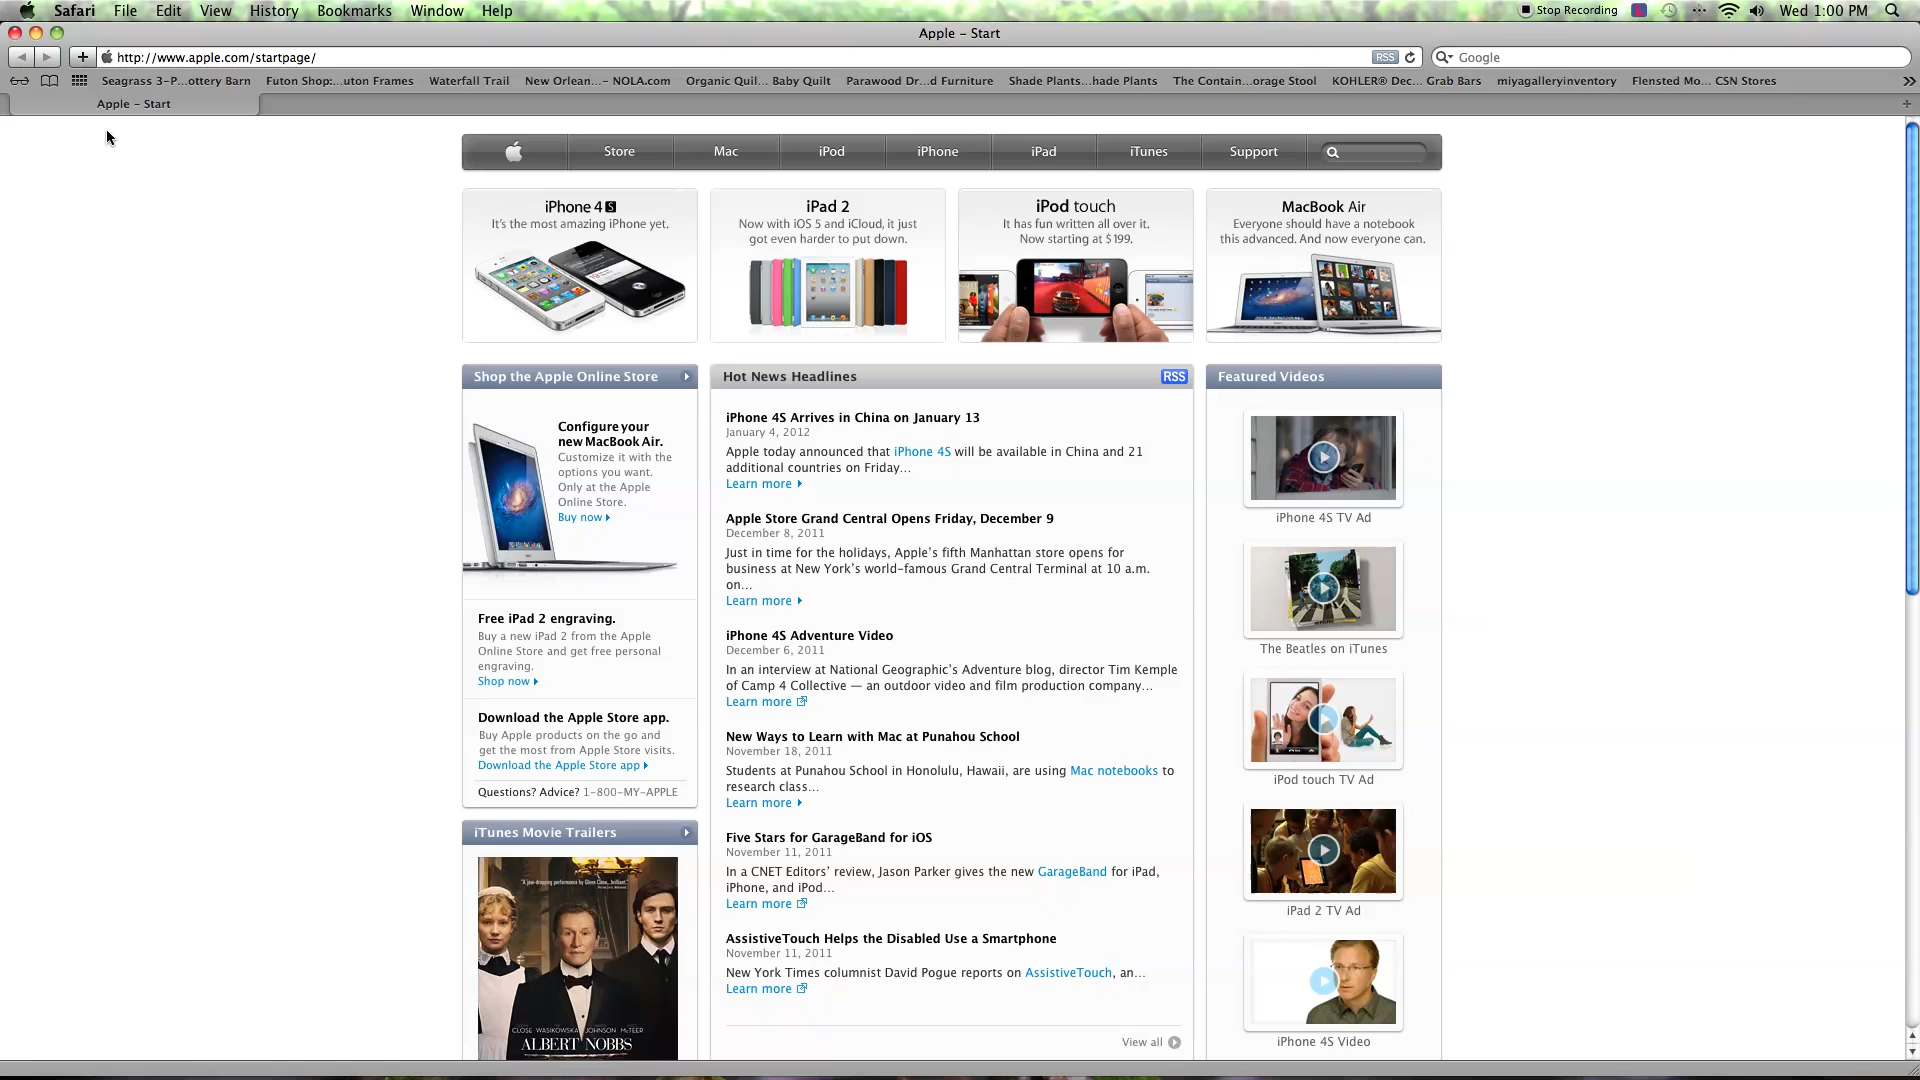 Safari File Edit View History Bookmarks Window Help
Stop Recording
Wed 1:00 PM
Apple – Start
http://www.apple.com/startpage/
RSS
Google
Seagrass 3-P...ottery Barn
Futon Shop:...uton Frames
Waterfall Trail
New Orlean...– NOLA.com
Organic Quil... Baby Quilt
Parawood Dr...d Furniture
Shade Plants...hade Plants
The Contain...orage Stool
KOHLER® Dec... Grab Bars
miyagalleryinventory
Flensted Mo... CSN Stores
Apple – Start
Store
Mac
iPod
iPhone
iPad
iTunes
Support
iPhone 4S
It's the most amazing iPhone yet.
iPad 2
Now with iOS 5 and iCloud, it just
got even harder to put down.
iPod touch
It has fun written all over it.
Now starting at $199.
MacBook Air
Everyone should have a notebook
this advanced. And now everyone can.
Shop the Apple Online Store
Configure your
new MacBook Air.
Customize it with the
options you want.
Only at the Apple
Online Store.
Buy now
Free iPad 2 engraving.
Buy a new iPad 2 from the Apple
Online Store and get free personal
engraving.
Shop now
Download the Apple Store app.
Buy Apple products on the go and
get the most from Apple Store visits.
Download the Apple Store app
Questions? Advice? 1-800-MY-APPLE
iTunes Movie Trailers
CLOSE WASIKOWSKA JOHNSON McTEER
ALBERT NOBBS
Hot News Headlines
RSS
iPhone 4S Arrives in China on January 13
January 4, 2012
Apple today announced that iPhone 4S will be available in China and 21
additional countries on Friday…
Learn more
Apple Store Grand Central Opens Friday, December 9
December 8, 2011
Just in time for the holidays, Apple’s fifth Manhattan store opens for
business at New York’s world-famous Grand Central Terminal at 10 a.m.
on…
Learn more
iPhone 4S Adventure Video
December 6, 2011
In an interview at National Geographic’s Adventure blog, director Tim Kemple
of Camp 4 Collective — an outdoor video and film production company…
Learn more
New Ways to Learn with Mac at Punahou School
November 18, 2011
Students at Punahou School in Honolulu, Hawaii, are using Mac notebooks to
research class…
Learn more
Five Stars for GarageBand for iOS
November 11, 2011
In a CNET Editors’ review, Jason Parker gives the new GarageBand for iPad,
iPhone, and iPod…
Learn more
AssistiveTouch Helps the Disabled Use a Smartphone
November 11, 2011
New York Times columnist David Pogue reports on AssistiveTouch, an…
Learn more
View all
Featured Videos
iPhone 4S TV Ad
The Beatles on iTunes
iPod touch TV Ad
iPad 2 TV Ad
iPhone 4S Video